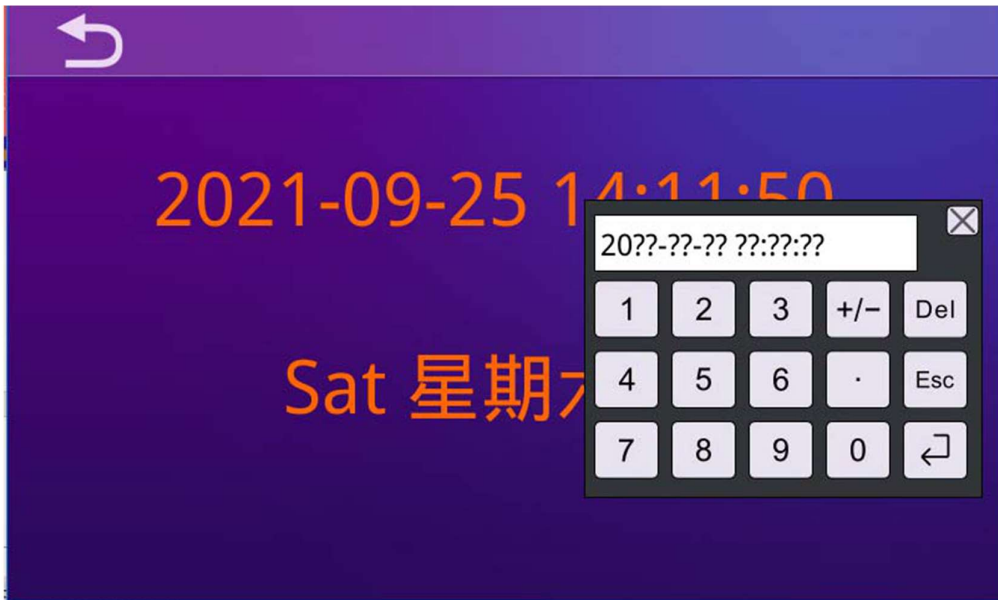 2021-09-25 14:11:50
20??-??-?? ??:??:??
1 2 3 +/− Del
Sat 星期
4 5 6 . Esc
7 8 9 0